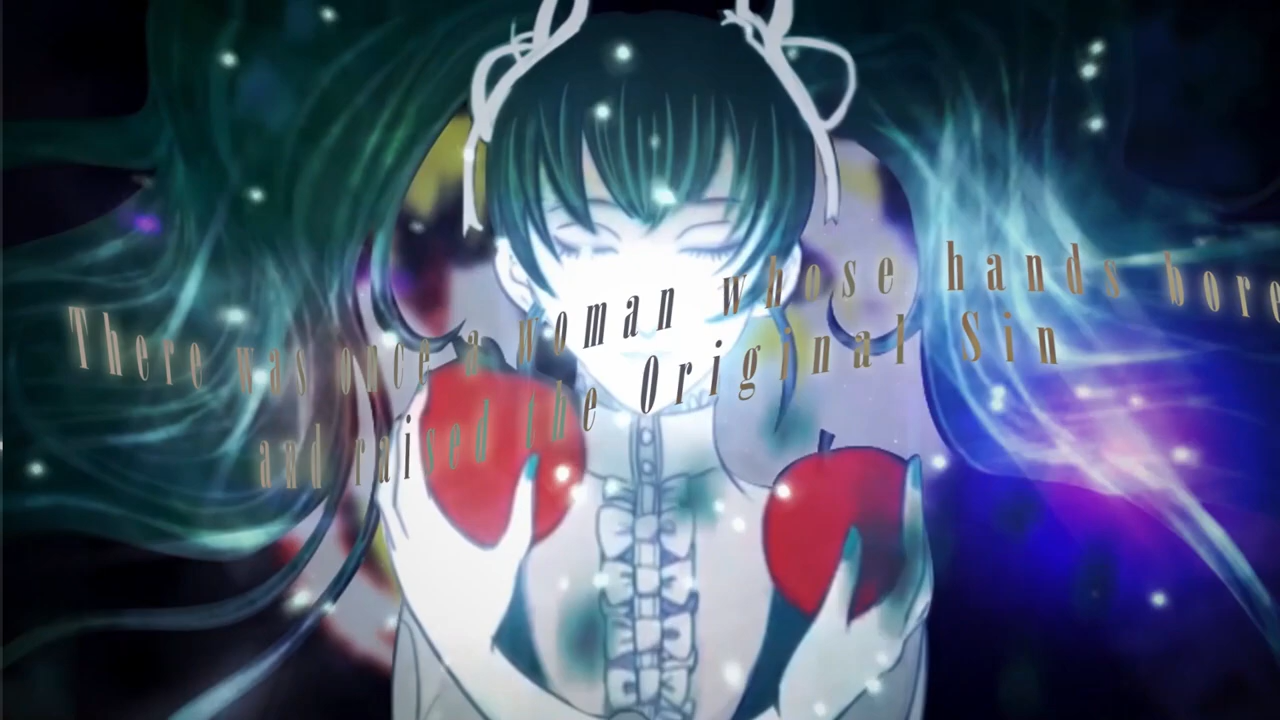 There was once a woman whose hands bore
and raised the Original Sin